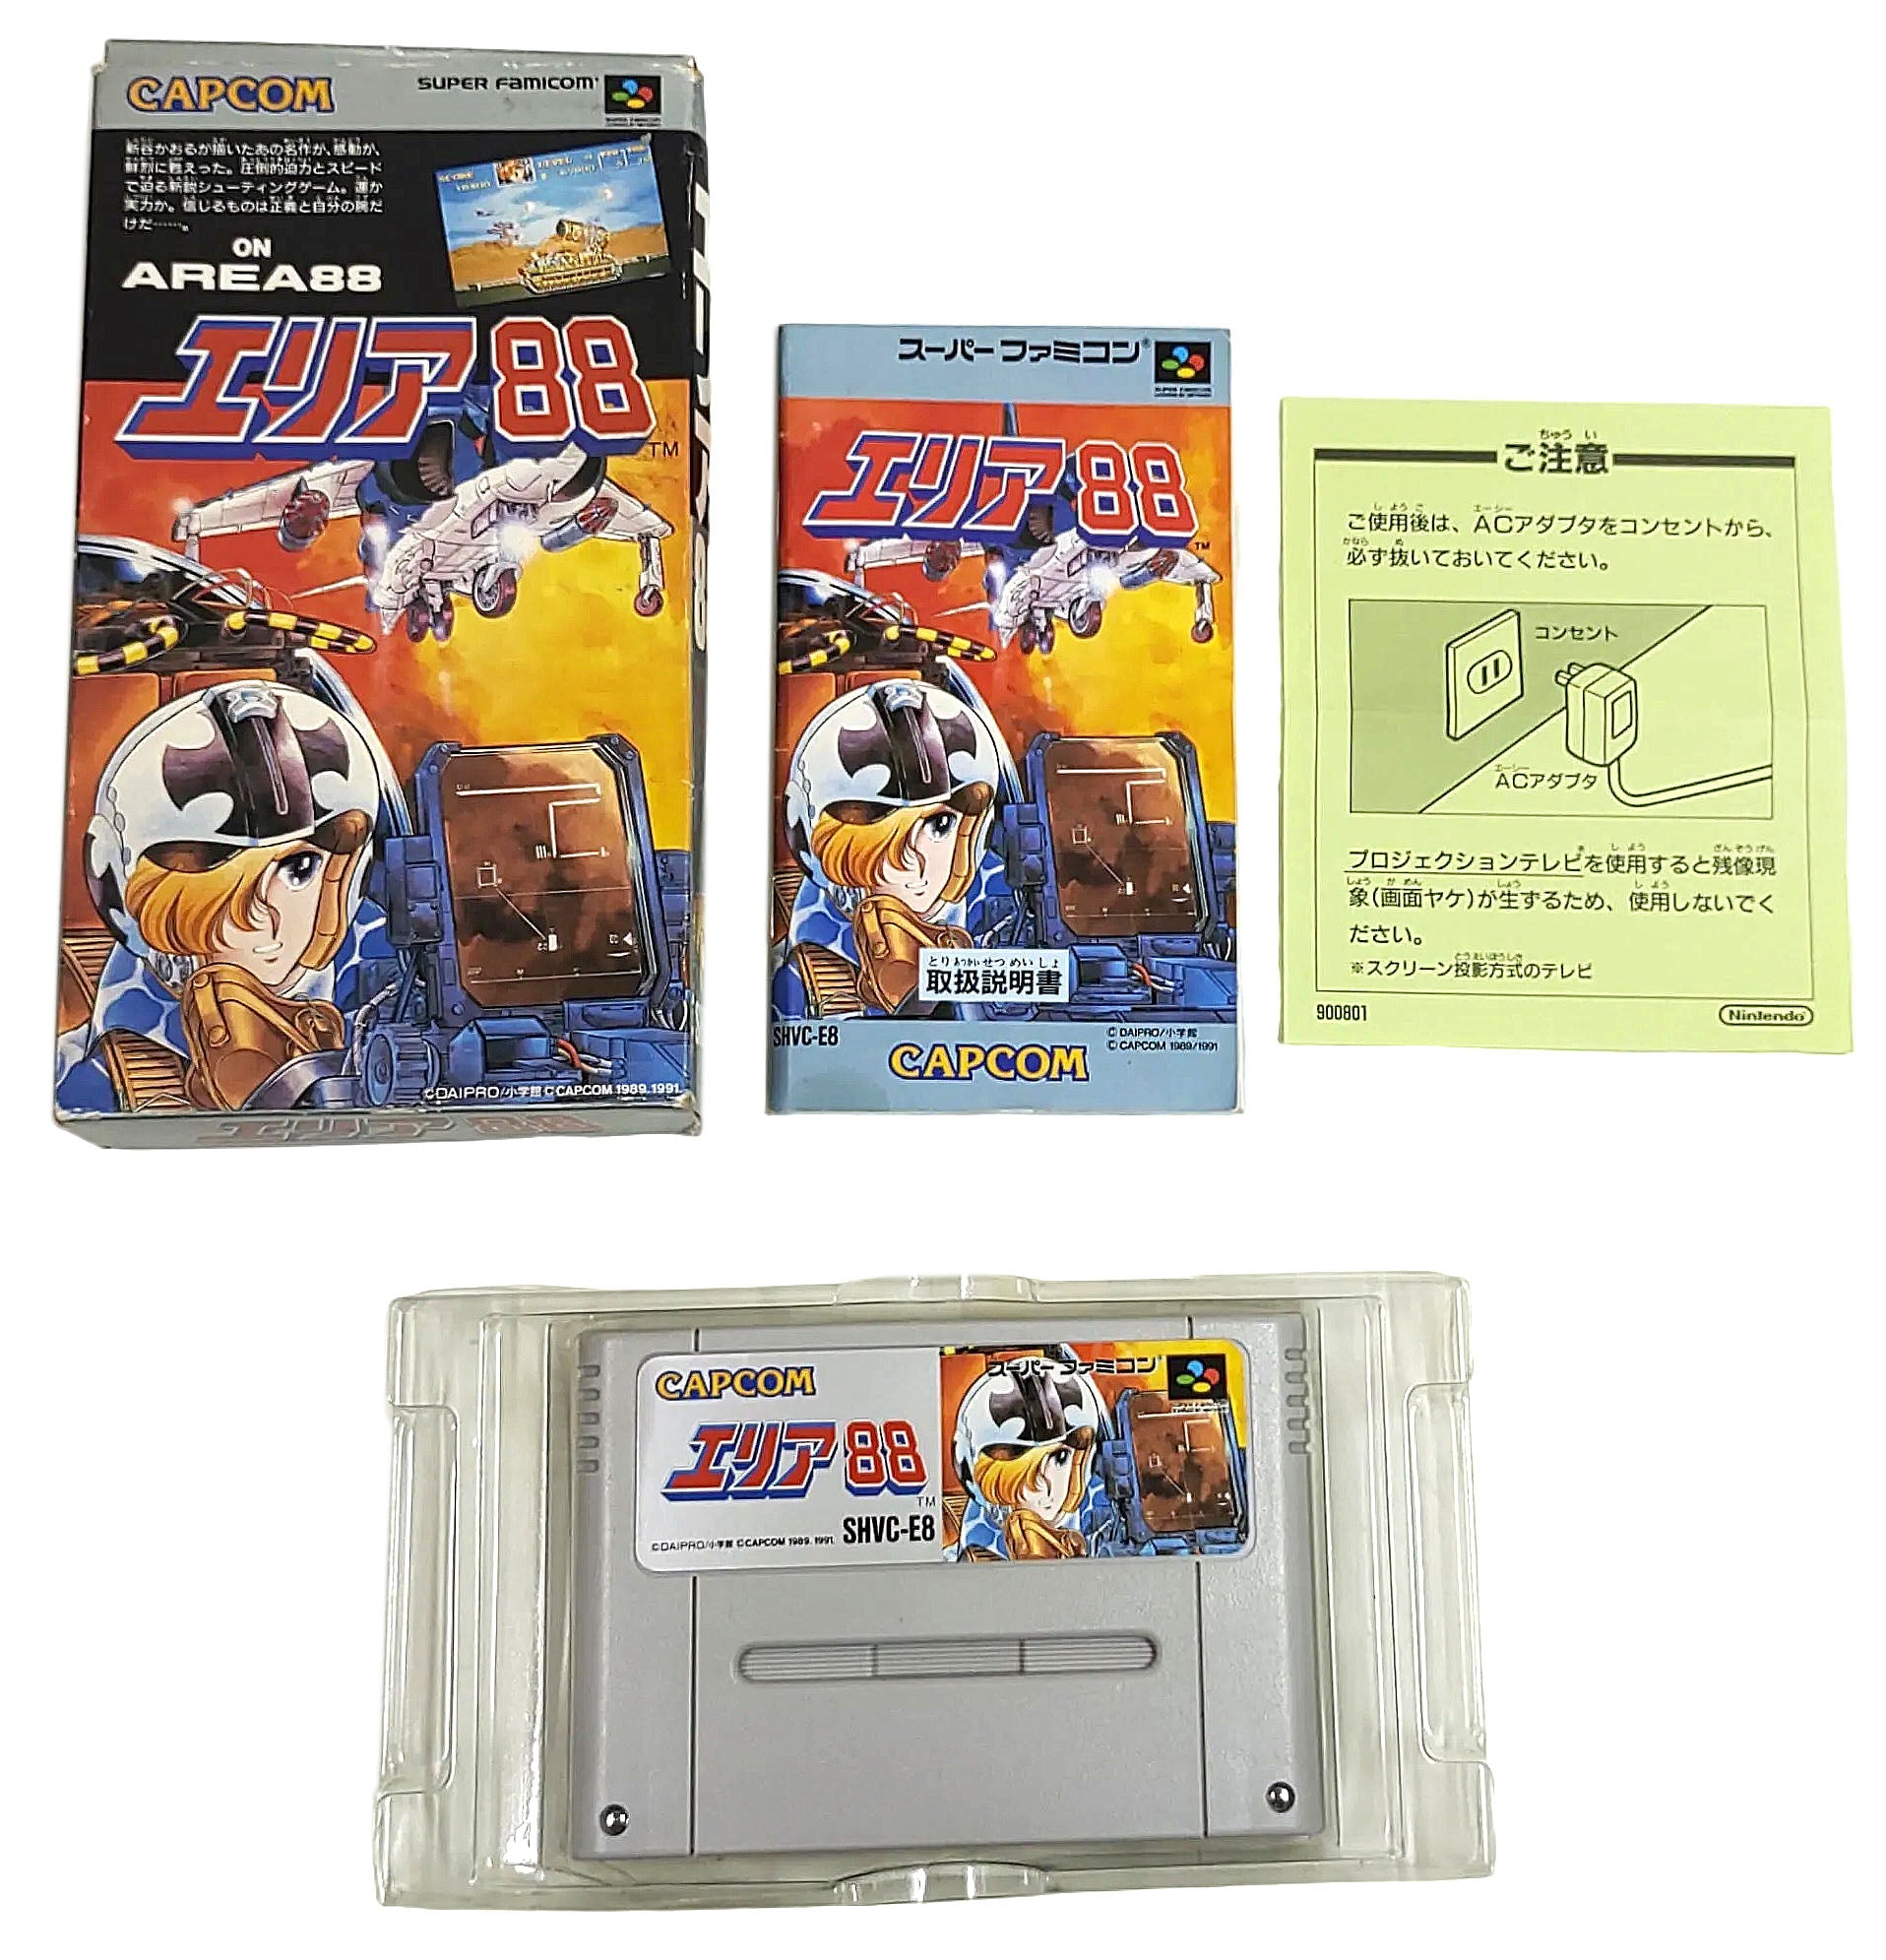 CAPCOM
SUPER FAMICOM
新谷かおるが描いたあの名作が、感動が、
鮮烈に甦えった。圧倒的迫力とスピード
で迫る新鋭シューティングゲーム。運か
実力か。信じるものは正義と自分の腕だ
けだ……。
ON
AREA88
エリア88
TM
©DAIPRO/小学館 ©CAPCOM 1989.1991.
エリア88
スーパーファミコン
エリア88
TM
とりあつかいせつめいしょ
取扱説明書
SHVC-E8
© DAIPRO/小学館
© CAPCOM 1989/1991
CAPCOM
ちゅうい
ご注意
しようご
エーシー
ご使用後は、ACアダプタをコンセントから、
かなら ぬ
必ず抜いておいてください。
コンセント
エーシー
ACアダプタ
しよう ざんぞうげん
プロジェクションテレビを使用すると残像現
しょう がめん しょう しよう
象(画面ヤケ)が生ずるため、使用しないでく
ださい。
とうえいほうしき
※スクリーン投影方式のテレビ
900801
Nintendo
CAPCOM
スーパーファミコン
エリア88
TM
©DAIPRO/小学館 ©CAPCOM 1989.1991.
SHVC-E8